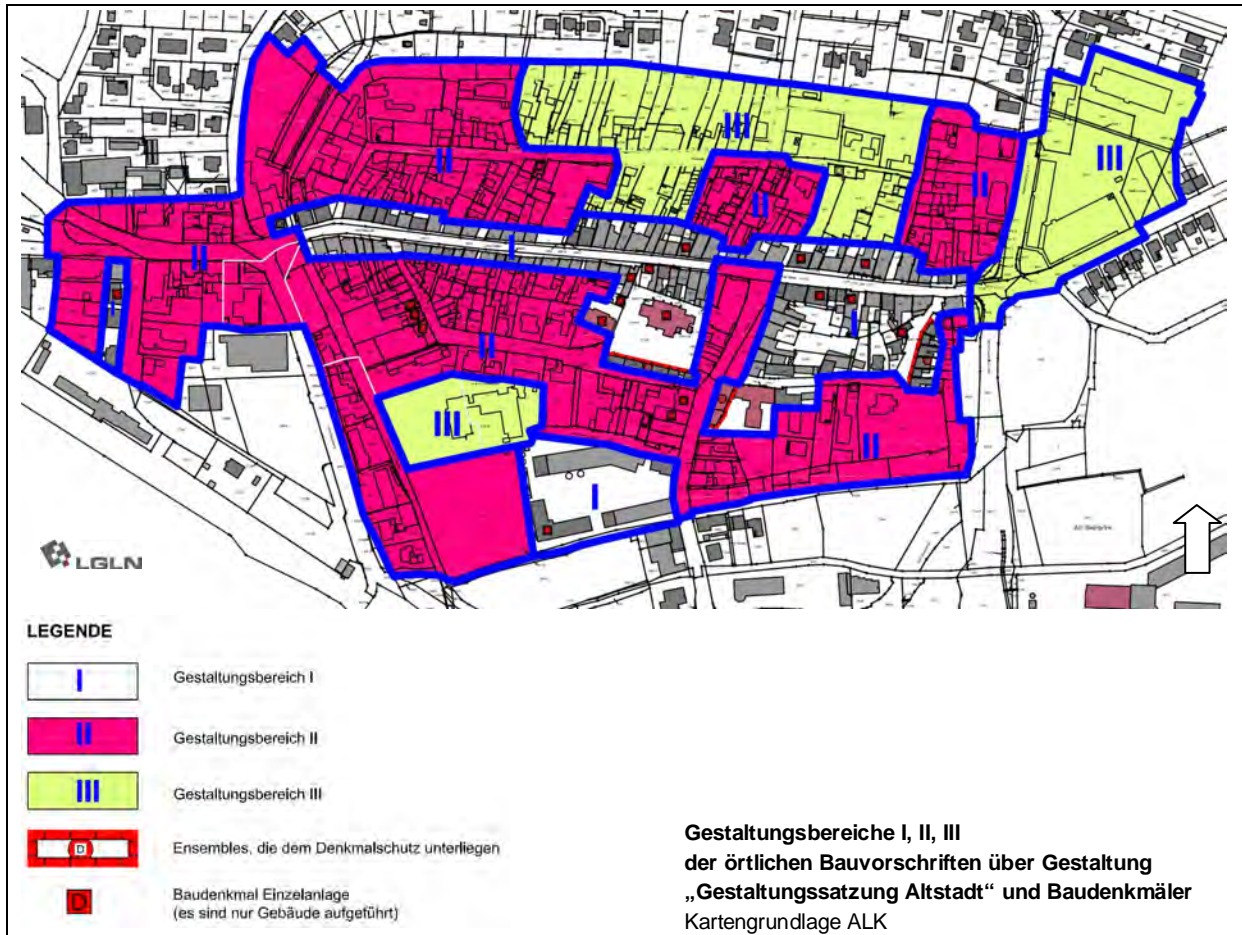 III
III
II
II
II
I
II
I
I
II
III
II
I
LGLN
LEGENDE
I
Gestaltungsbereich I
II
Gestaltungsbereich II
III
Gestaltungsbereich III
D
Ensembles, die dem Denkmalschutz unterliegen
D
Baudenkmal Einzelanlage
(es sind nur Gebäude aufgeführt)
Gestaltungsbereiche I, II, III
der örtlichen Bauvorschriften über Gestaltung
„Gestaltungssatzung Altstadt“ und Baudenkmäler
Kartengrundlage ALK